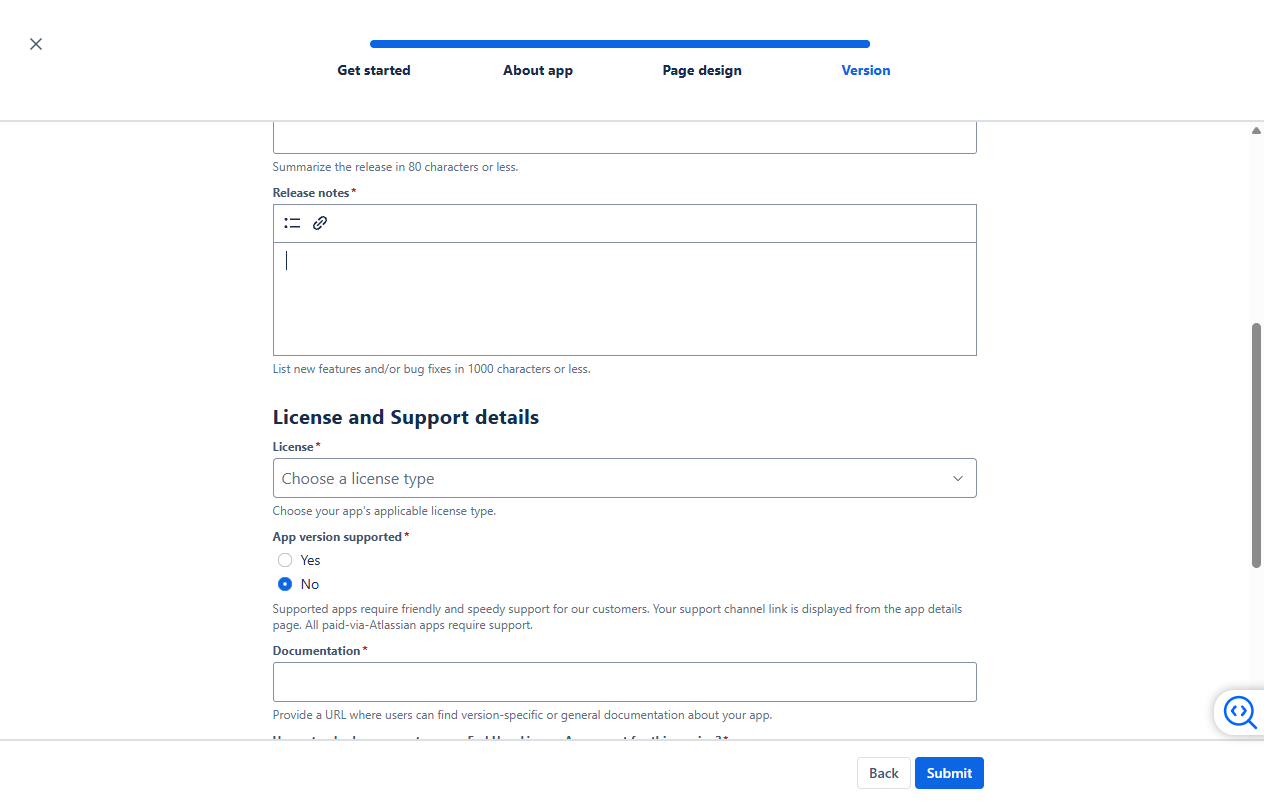 Get started
About app
Page design
Version
Summarize the release in 80 characters or less.
Release notes*
List new features and/or bug fixes in 1000 characters or less.
License and Support details
License*
Choose a license type
Choose your app's applicable license type.
App version supported*
Yes
No
Supported apps require friendly and speedy support for our customers. Your support channel link is displayed from the app details
page. All paid-via-Atlassian apps require support.
Documentation*
Provide a URL where users can find version-specific or general documentation about your app.
Back
Submit